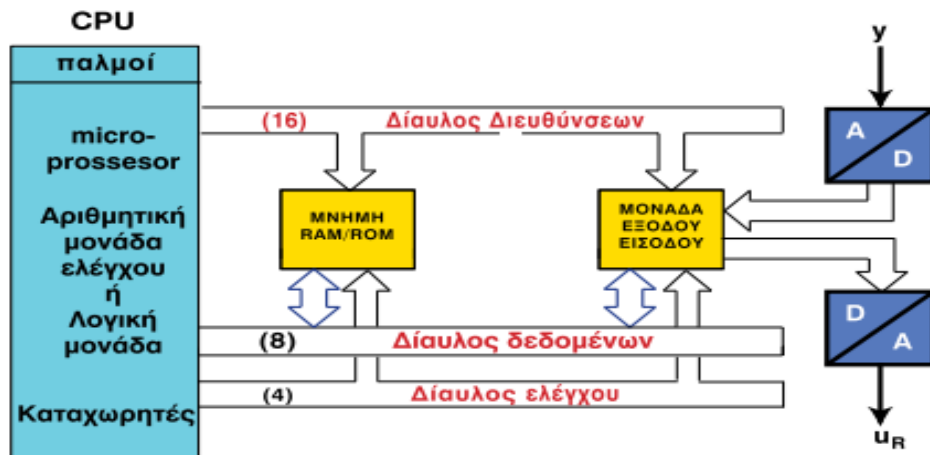 CPU
παλμοί
micro-
prossesor
Αριθμητική
μονάδα
ελέγχου
ή
Λογική
μονάδα
Καταχωρητές
(16) Δίαυλος Διευθύνσεων
ΜΝΗΜΗ
RAM/ROM
ΜΟΝΑΔΑ
ΕΞΟΔΟΥ
ΕΙΣΟΔΟΥ
(8) Δίαυλος δεδομένων
(4) Δίαυλος ελέγχου
y
A
D
D
A
uR